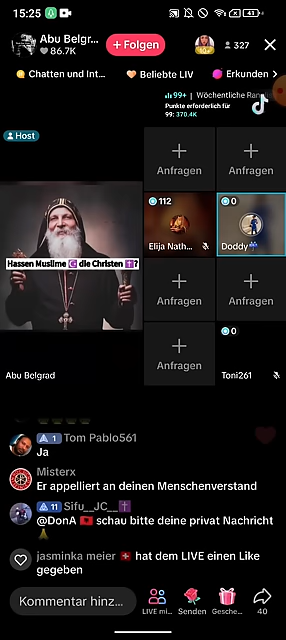 15:25
41
Abu Belgr...
86.7K
+ Folgen
10+
327
Chatten und Int...
Beliebte LIV
Erkunden
99+ | Wöchentliche Ran
Punkte erforderlich für
99: 370.4K
Host
Anfragen
Anfragen
Hassen Muslime die Christen ?
112
Elija Nath...
0
Doddy
Anfragen
Anfragen
Anfragen
0
Toni261
Abu Belgrad
1 Tom Pablo561
Ja
Misterx
Er appelliert an deinen Menschenverstand
11 Sifu__JC__
@DonA schau bitte deine privat Nachricht
jasminka meier hat dem LIVE einen Like
gegeben
Kommentar hinz...
LIVE mi...
Senden
Gesche...
40